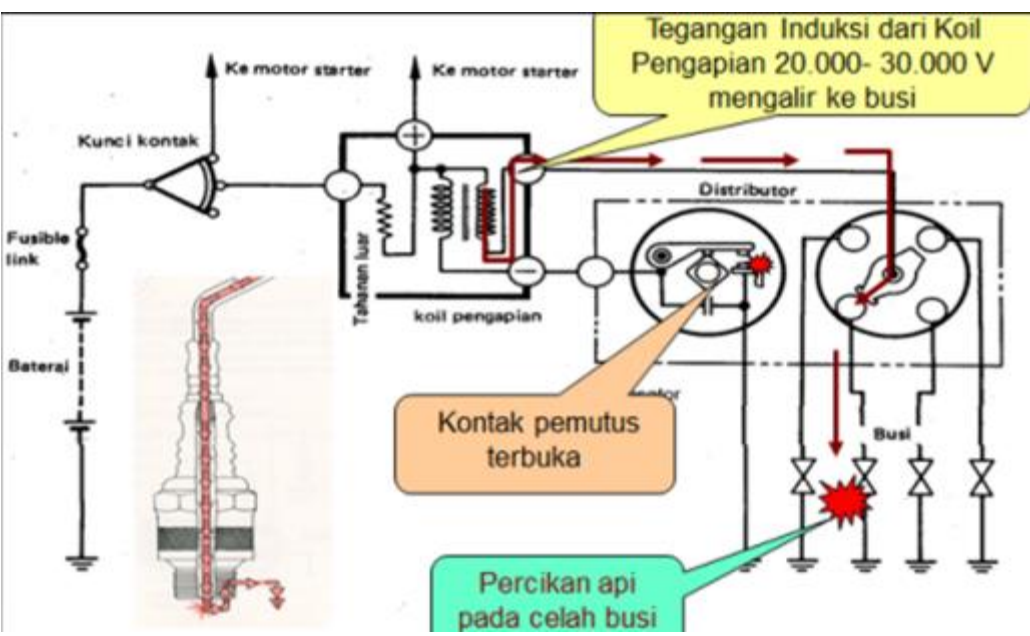 Tegangan Induksi dari Koil
Pengapian 20.000- 30.000 V
mengalir ke busi
Ke motor starter
Ke motor starter
Kunci kontak
Distributor
Fusible
link
Tahanan luar
koil pengapian
Baterai
Kontak pemutus
terbuka
Busi
Percikan api
pada celah busi